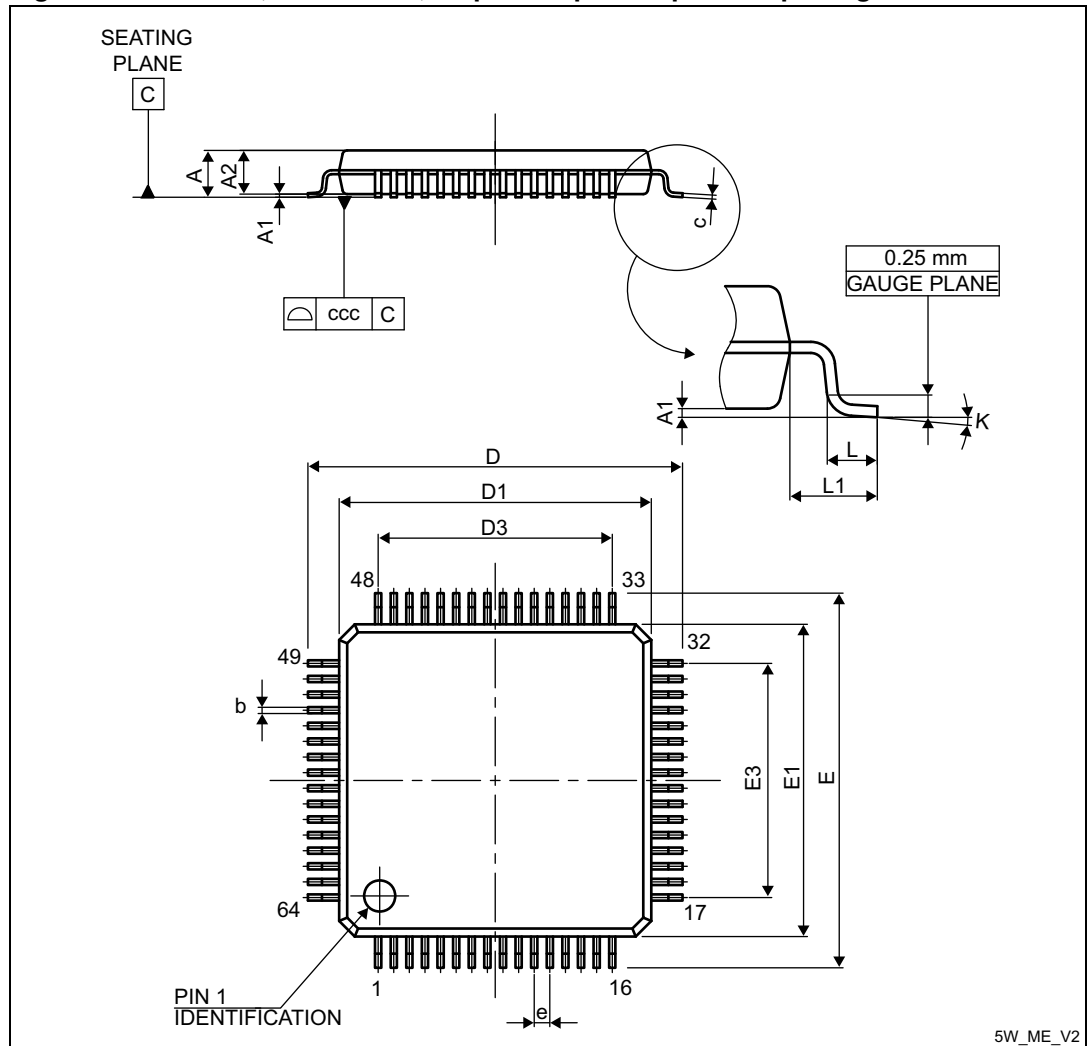 SEATING
PLANE
C
A
A2
A1
c
ccc C
0.25 mm
GAUGE PLANE
A1
K
L
L1
D
D1
D3
48
33
49
32
b
E3
E1
E
64
17
1
16
e
PIN 1
IDENTIFICATION
5W_ME_V2